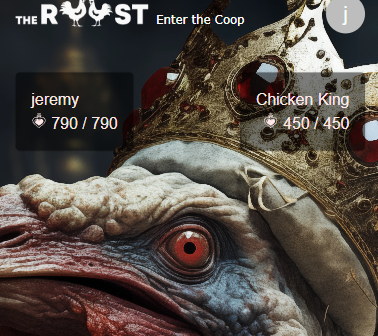 THE ROOST Enter the Coop
j
jeremy
790 / 790
Chicken King
450 / 450